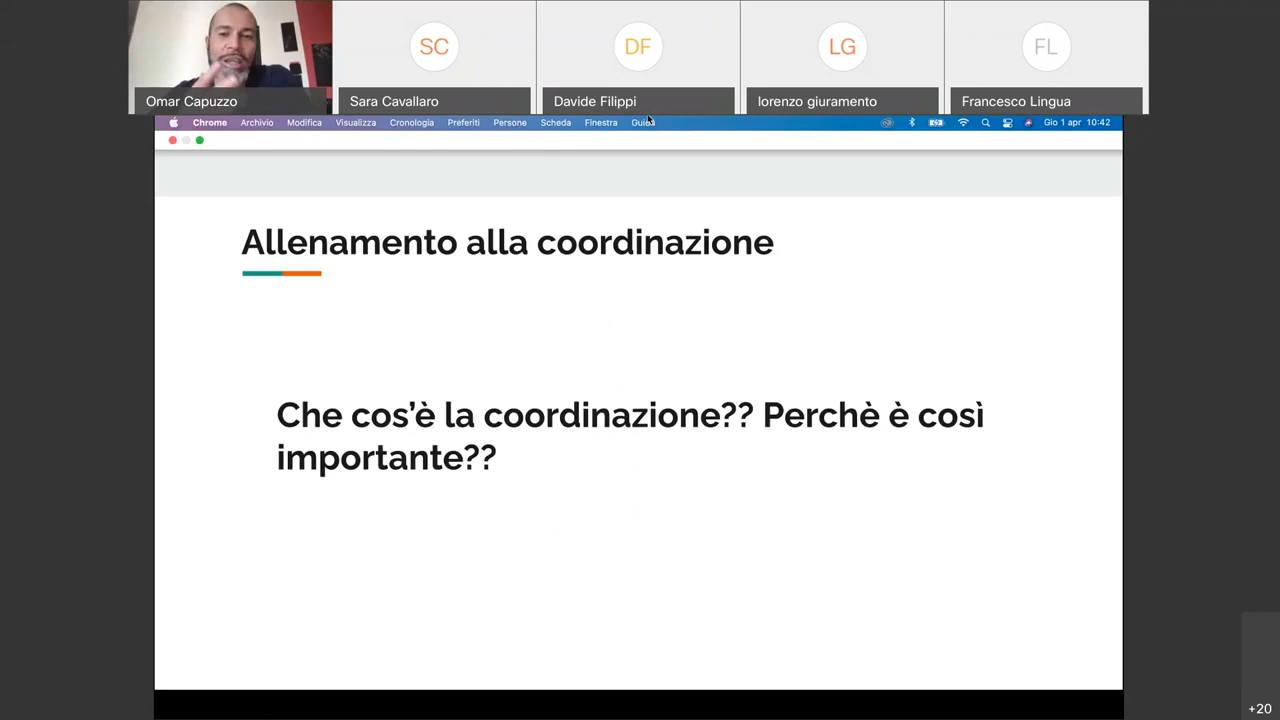 SC
DF
LG
FL
Omar Capuzzo
Sara Cavallaro
Davide Filippi
lorenzo giuramento
Francesco Lingua
Chrome Archivio Modifica Visualizza Cronologia Preferiti Persone Scheda Finestra Guida Gio 1 apr 10:42
Allenamento alla coordinazione
Che cos'è la coordinazione?? Perchè è così
importante??
+20